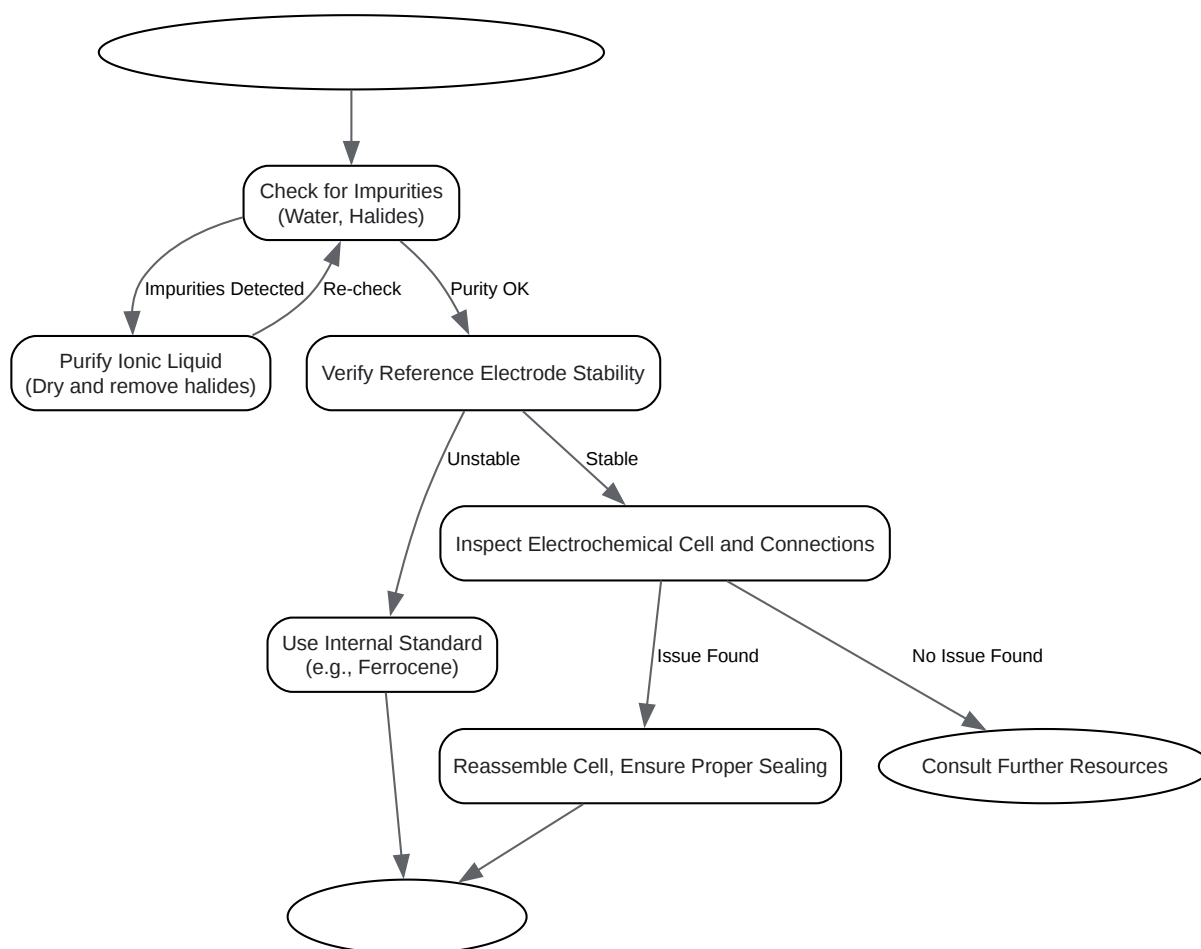 Check for Impurities
(Water, Halides)
Impurities Detected
Re-check
Purity OK
Purify Ionic Liquid
(Dry and remove halides)
Verify Reference Electrode Stability
Unstable
Stable
Inspect Electrochemical Cell and Connections
Use Internal Standard
(e.g., Ferrocene)
Issue Found
No Issue Found
Reassemble Cell, Ensure Proper Sealing
Consult Further Resources